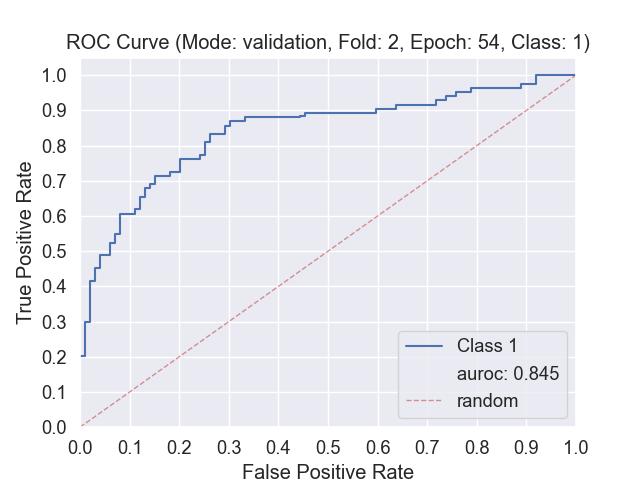 ROC Curve (Mode: validation, Fold: 2, Epoch: 54, Class: 1)
1.0
0.9
0.8
0.7
0.6
0.5
0.4
0.3
0.2
0.1
0.0
True Positive Rate
Class 1
auroc: 0.845
random
0.0 0.1 0.2 0.3 0.4 0.5 0.6 0.7 0.8 0.9 1.0
False Positive Rate